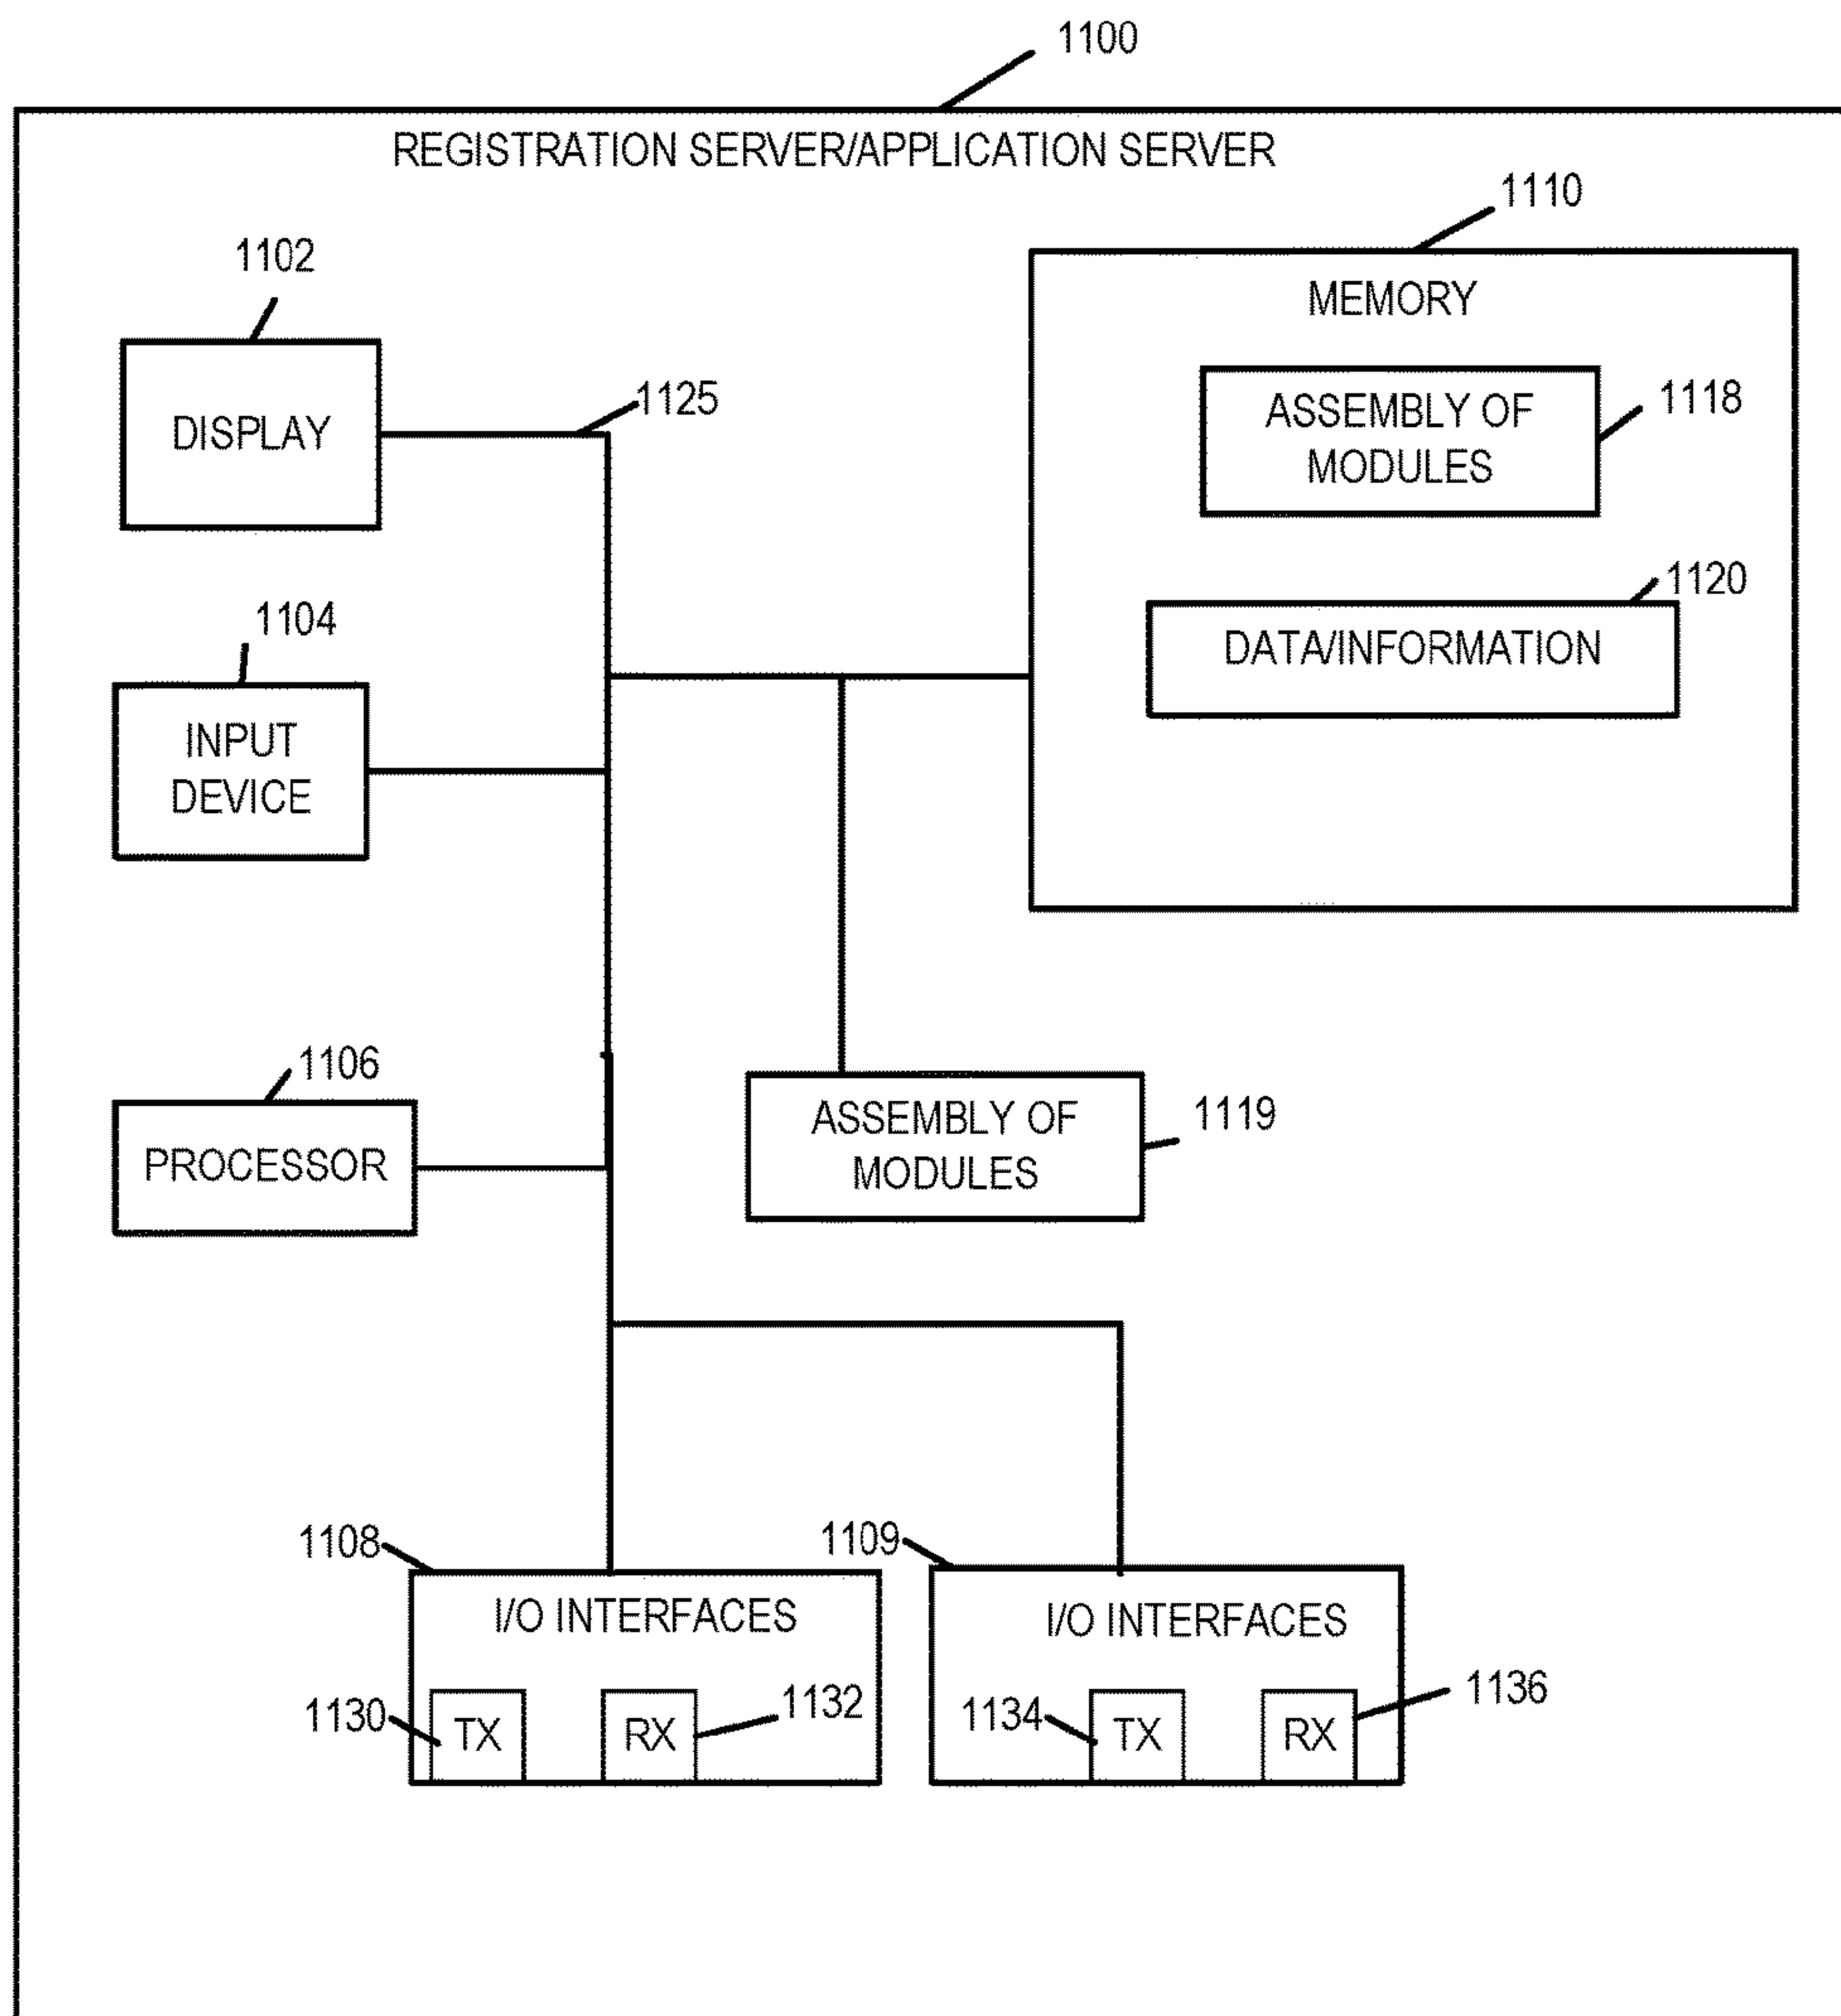 1100
REGISTRATION SERVER/APPLICATION SERVER
1110
1102
MEMORY
DISPLAY
1125
ASSEMBLY OF
MODULES
1118
1120
DATA/INFORMATION
1104
INPUT
DEVICE
1106
PROCESSOR
ASSEMBLY OF
MODULES
1119
1108
I/O INTERFACES
1130
TX
RX
1132
1109
I/O INTERFACES
1134
TX
RX
1136